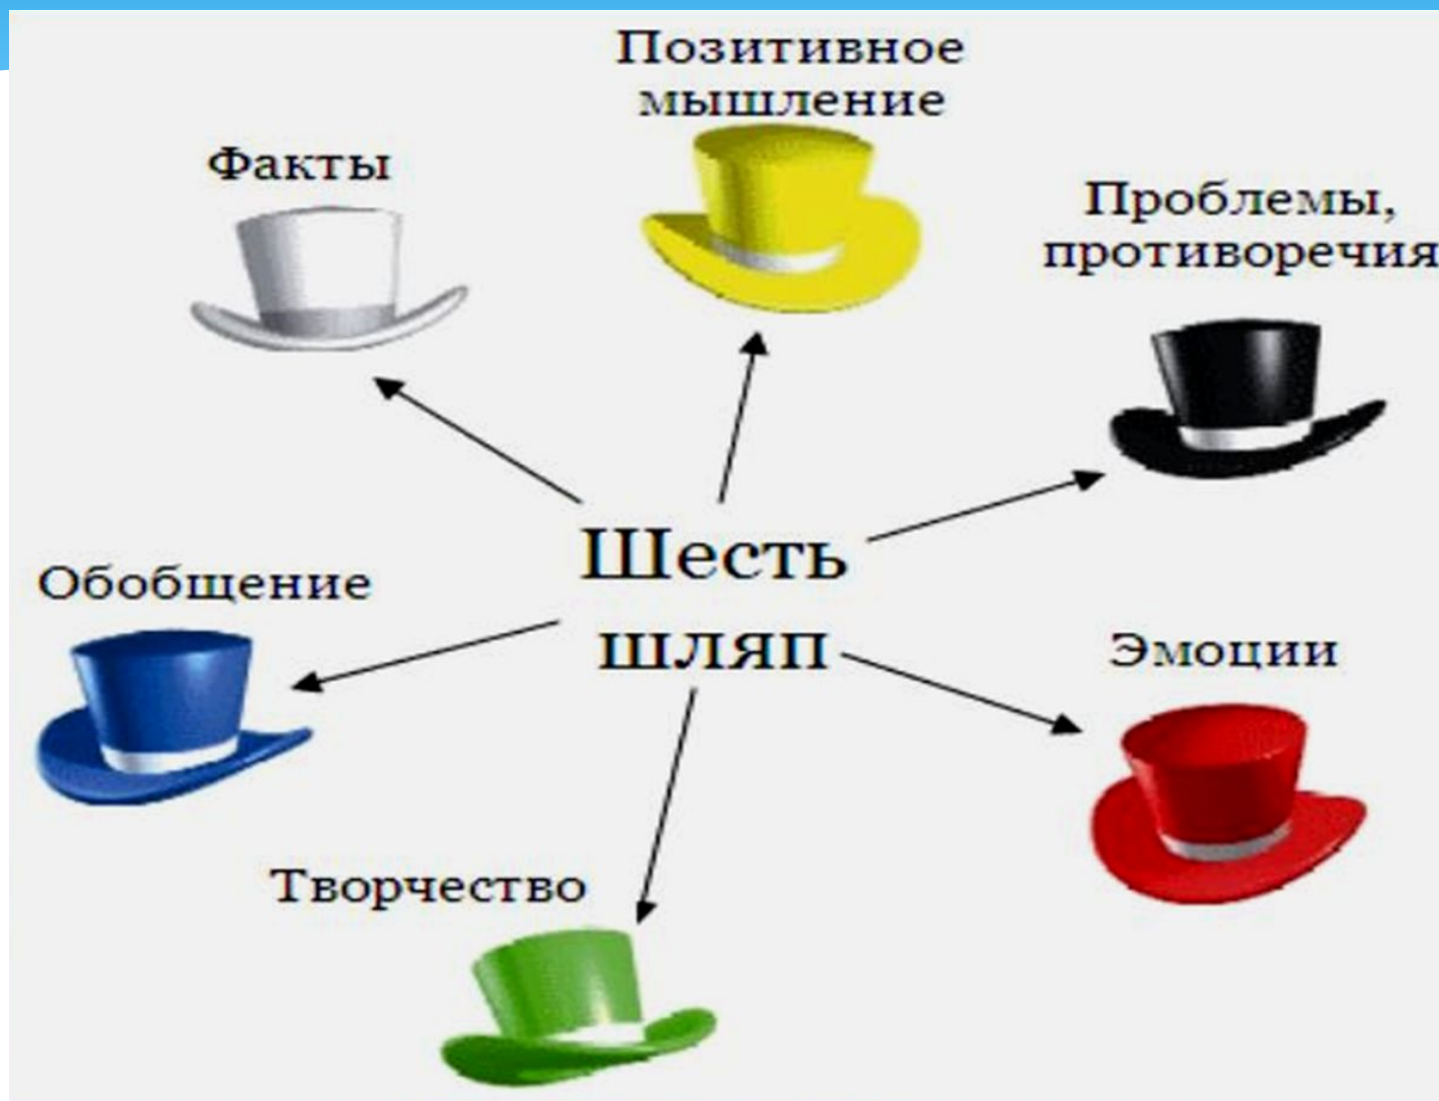 Позитивное
мышление
Факты
Проблемы,
противоречия
Шесть
шляп
Обобщение
Эмоции
Творчество